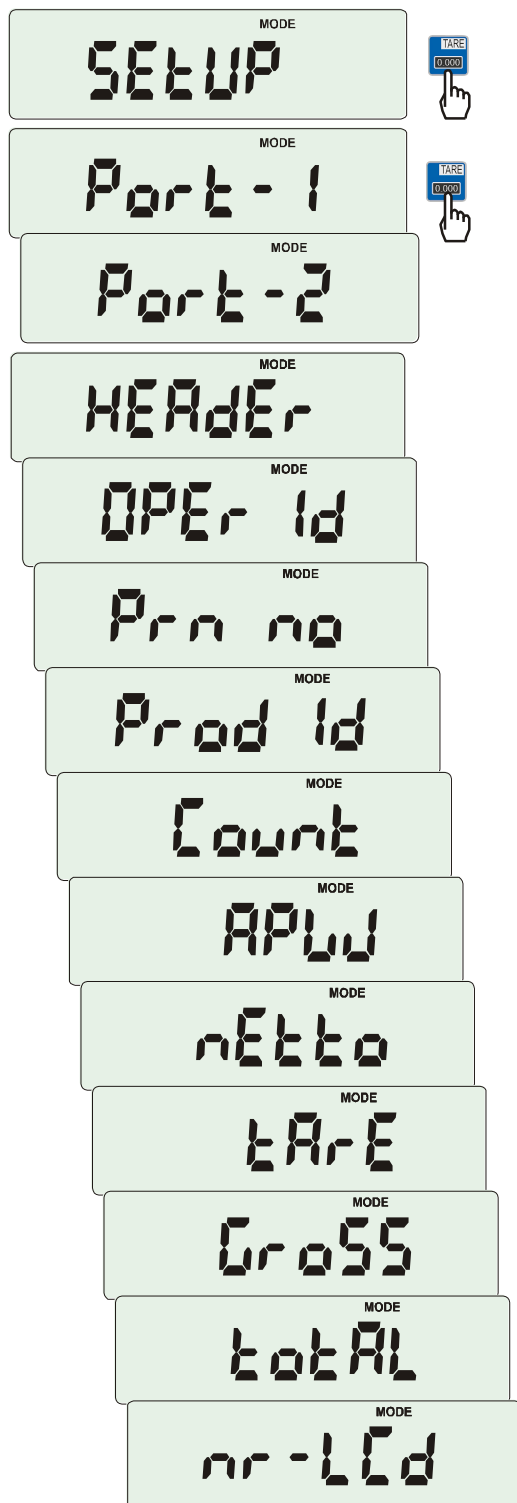 MODE
SEtUP
TARE
0.000
MODE
Port-1
TARE
0.000
MODE
Port-2
MODE
HEAdEr
MODE
OPEr Id
MODE
Prn no
MODE
Prod Id
MODE
Count
MODE
APW
MODE
nEtto
MODE
tArE
MODE
GroSS
MODE
totAL
MODE
nr-LCd